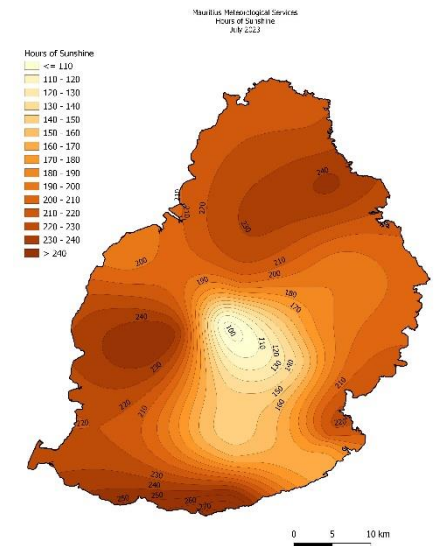 Mauritius Meteorological Services
Hours of Sunshine
July 2023
Hours of Sunshine
<= 110
110 - 120
120 - 130
130 - 140
140 - 150
150 - 160
160 - 170
170 - 180
180 - 190
190 - 200
200 - 210
210 - 220
220 - 230
230 - 240
> 240
240
210
210
220
230
210
200
200
190
180
170
240
100
110
120
130
140
230
150
160
210
220
210
220
220
230
240
250
250
260
270
0 5 10 km